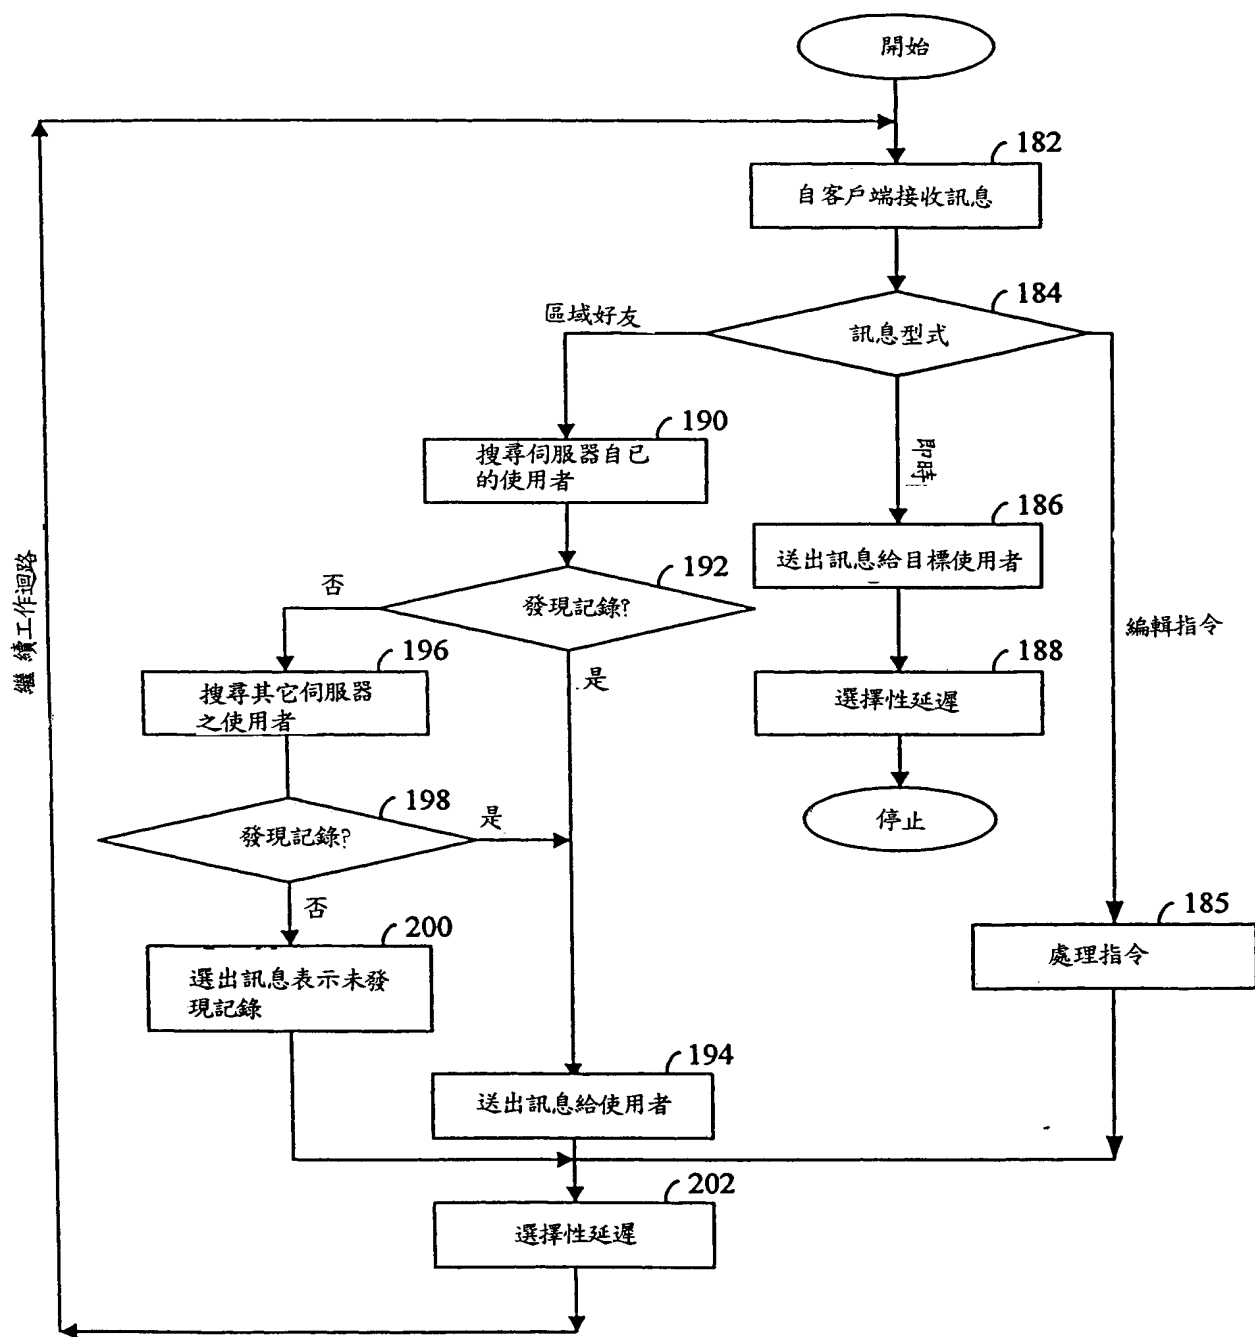 開始
182
自客戶端接收訊息
184
訊息型式
區域好友
即時
編輯指令
190
搜尋伺服器自已
的使用者
186
送出訊息給目標使用者
192
發現記錄?
否
是
188
選擇性延遲
196
搜尋其它伺服器
之使用者
停止
198
發現記錄?
是
否
200
選出訊息表示未發
現記錄
185
處理指令
194
送出訊息給使用者
202
選擇性延遲
繼續工作迴路